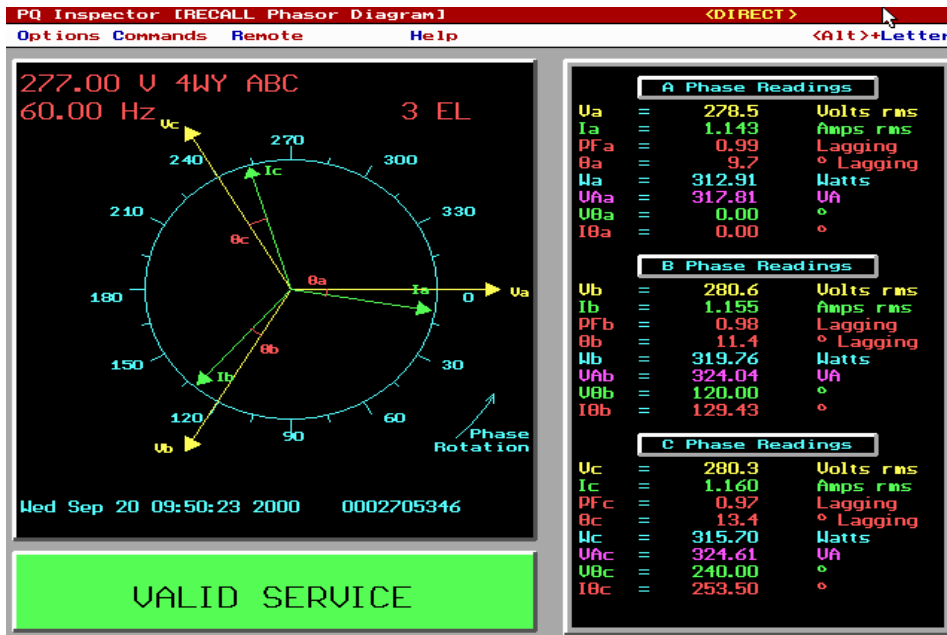 PQ Inspector [RECALL Phasor Diagram] <DIRECT>
Options Commands Remote Help <Alt>+Letter
277.00 V 4WY ABC
60.00 Hz 3 EL
Vc
270
240 Ic 300
210 330
θc
θa
180 Ia 0 Va
θb
150 Ib 30
120 60
90
Vb
Phase
Rotation
Wed Sep 20 09:50:23 2000 0002705346
VALID SERVICE
A Phase Readings
Va = 278.5 Volts rms
Ia = 1.143 Amps rms
PFa = 0.99 Lagging
θa = 9.7 º Lagging
Wa = 312.91 Watts
VAa = 317.81 VA
Vθa = 0.00 º
Iθa = 0.00 º
B Phase Readings
Vb = 280.6 Volts rms
Ib = 1.155 Amps rms
PFb = 0.98 Lagging
θb = 11.4 º Lagging
Wb = 319.76 Watts
VAb = 324.04 VA
Vθb = 120.00 º
Iθb = 129.43 º
C Phase Readings
Vc = 280.3 Volts rms
Ic = 1.160 Amps rms
PFc = 0.97 Lagging
θc = 13.4 º Lagging
Wc = 315.70 Watts
VAc = 324.61 VA
Vθc = 240.00 º
Iθc = 253.50 º